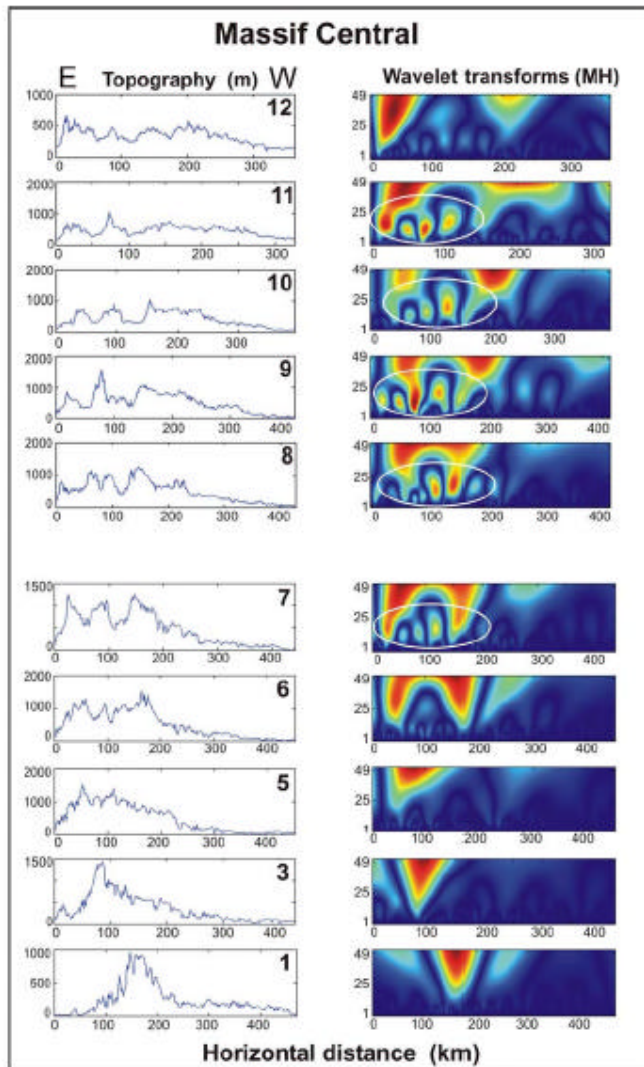 Massif Central
E Topography (m) W Wavelet transforms (MH)
1000 12 49
500 25
0 1
0 100 200 300 0 100 200 300
2000 11 49
1000 25
0 1
0 100 200 300 0 100 200 300
2000 10 49
1000 25
0 1
0 100 200 300 0 100 200 300
2000 9 49
1000 25
0 1
0 100 200 300 400 0 100 200 300 400
2000 8 49
1000 25
0 1
0 100 200 300 400 0 100 200 300 400
1500 7 49
25
0 1
0 100 200 300 400 0 100 200 300 400
2000 6 49
1000 25
0 1
0 100 200 300 400 0 100 200 300 400
2000 5 49
1000 25
0 1
0 100 200 300 400 0 100 200 300 400
1500 3 49
25
0 1
0 100 200 300 400 0 100 200 300 400
1000 1 49
500 25
0 1
0 100 200 300 400 0 100 200 300 400
Horizontal distance (km)